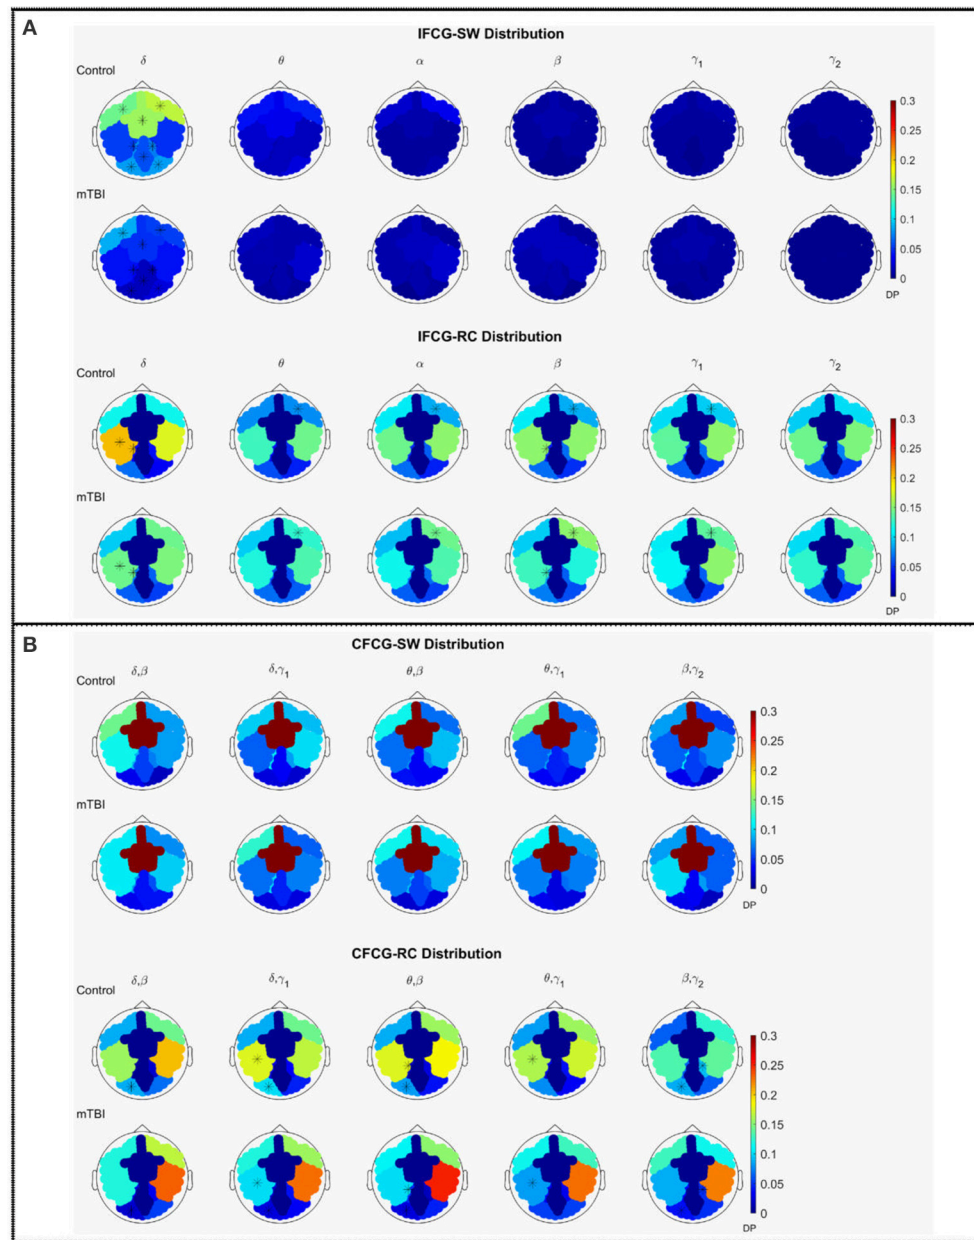 A
IFCG-SW Distribution
δ θ α β γ1 γ2
Control
0.3
0.25
0.2
0.15
0.1
0.05
0
DP
mTBI
IFCG-RC Distribution
δ θ α β γ1 γ2
Control
0.3
0.25
0.2
0.15
0.1
0.05
0
DP
mTBI
B
CFCG-SW Distribution
δ,β δ,γ1 θ,β θ,γ1 β,γ2
Control
0.3
0.25
0.2
0.15
0.1
0.05
0
DP
mTBI
CFCG-RC Distribution
δ,β δ,γ1 θ,β θ,γ1 β,γ2
Control
0.3
0.25
0.2
0.15
0.1
0.05
0
DP
mTBI